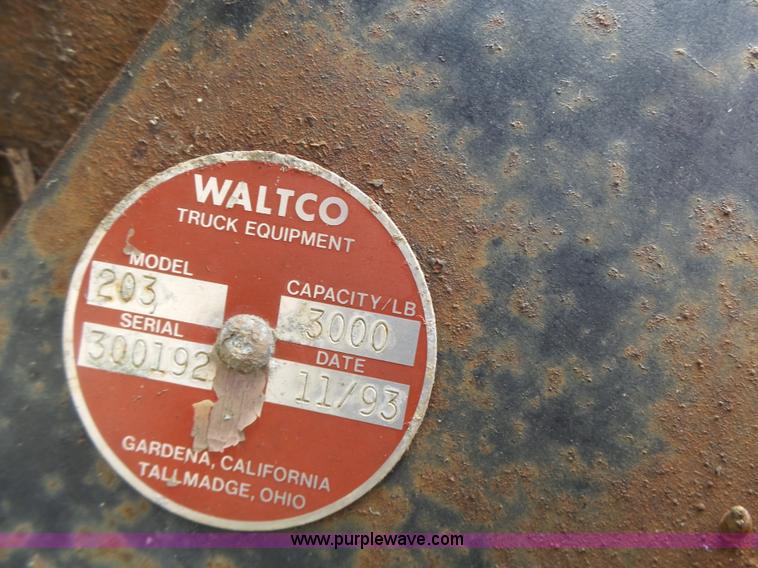 WALTCO
TRUCK EQUIPMENT
MODEL
203
CAPACITY/LB
3000
SERIAL
300192
DATE
11/93
GARDENA, CALIFORNIA
TALLMADGE, OHIO
www.purplewave.com